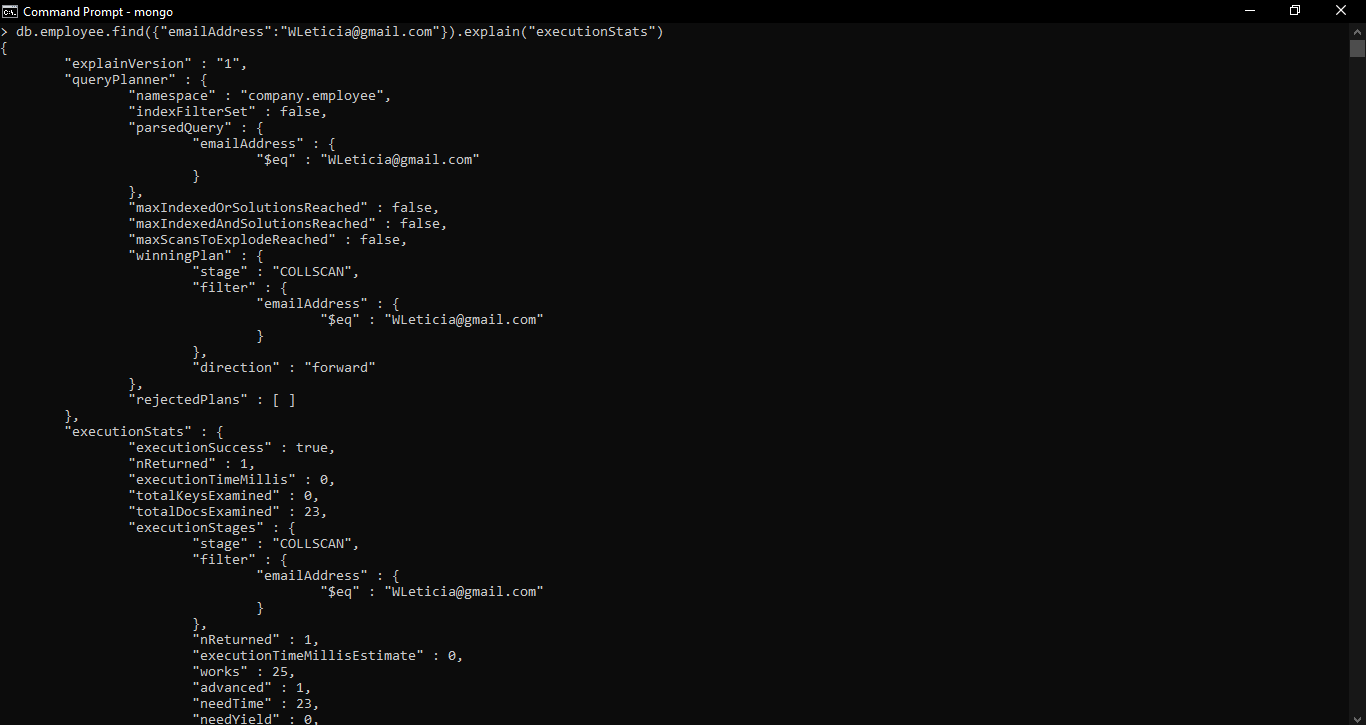 Command Prompt - mongo
> db.employee.find({"emailAddress":"WLeticia@gmail.com"}).explain("executionStats")
{
        "explainVersion" : "1",
        "queryPlanner" : {
                "namespace" : "company.employee",
                "indexFilterSet" : false,
                "parsedQuery" : {
                        "emailAddress" : {
                                "$eq" : "WLeticia@gmail.com"
                        }
                },
                "maxIndexedOrSolutionsReached" : false,
                "maxIndexedAndSolutionsReached" : false,
                "maxScansToExplodeReached" : false,
                "winningPlan" : {
                        "stage" : "COLLSCAN",
                        "filter" : {
                                "emailAddress" : {
                                        "$eq" : "WLeticia@gmail.com"
                                }
                        },
                        "direction" : "forward"
                },
                "rejectedPlans" : [ ]
        },
        "executionStats" : {
                "executionSuccess" : true,
                "nReturned" : 1,
                "executionTimeMillis" : 0,
                "totalKeysExamined" : 0,
                "totalDocsExamined" : 23,
                "executionStages" : {
                        "stage" : "COLLSCAN",
                        "filter" : {
                                "emailAddress" : {
                                        "$eq" : "WLeticia@gmail.com"
                                }
                        },
                        "nReturned" : 1,
                        "executionTimeMillisEstimate" : 0,
                        "works" : 25,
                        "advanced" : 1,
                        "needTime" : 23,
                        "needYield" : 0,